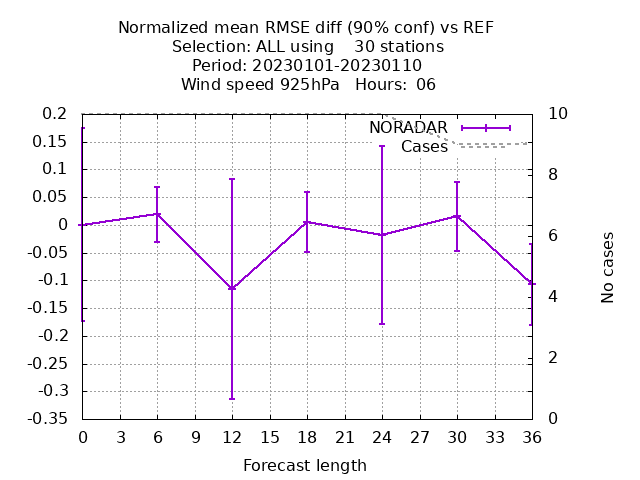 Normalized mean RMSE diff (90% conf) vs REF
Selection: ALL using    30 stations
Period: 20230101-20230110
Wind speed 925hPa   Hours:  06
0.2
0.15
0.1
0.05
0
-0.05
-0.1
-0.15
-0.2
-0.25
-0.3
-0.35
NORADAR
Cases
10
8
6
4
2
0
No cases
0 3 6 9 12 15 18 21 24 27 30 33 36
Forecast length